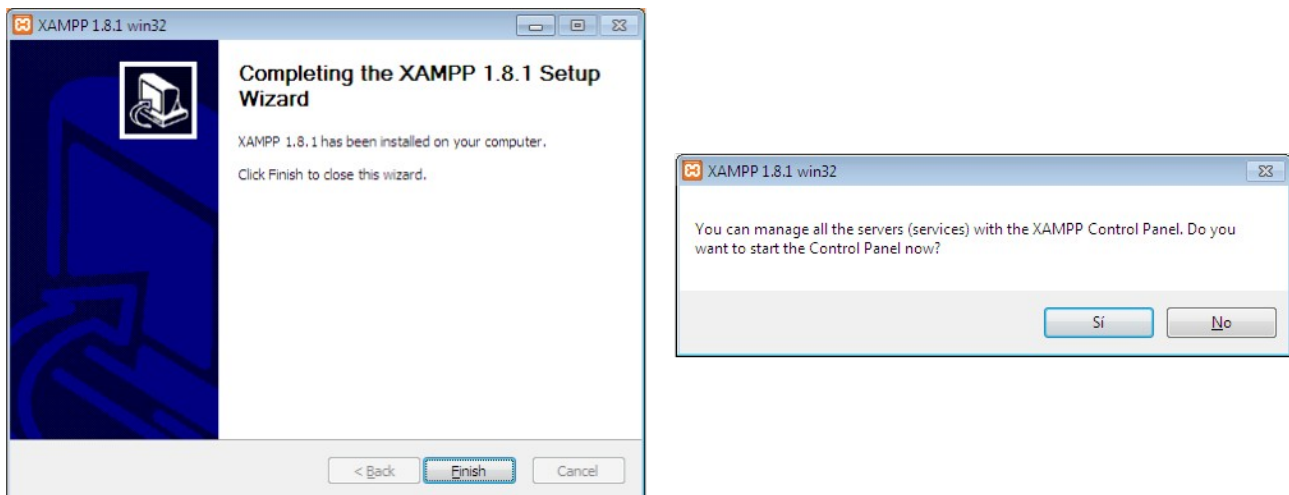 XAMPP 1.8.1 win32
Completing the XAMPP 1.8.1 Setup
Wizard
XAMPP 1.8.1 has been installed on your computer.
Click Finish to close this wizard.
< Back
Finish
Cancel
XAMPP 1.8.1 win32
You can manage all the servers (services) with the XAMPP Control Panel. Do you
want to start the Control Panel now?
Sí
No